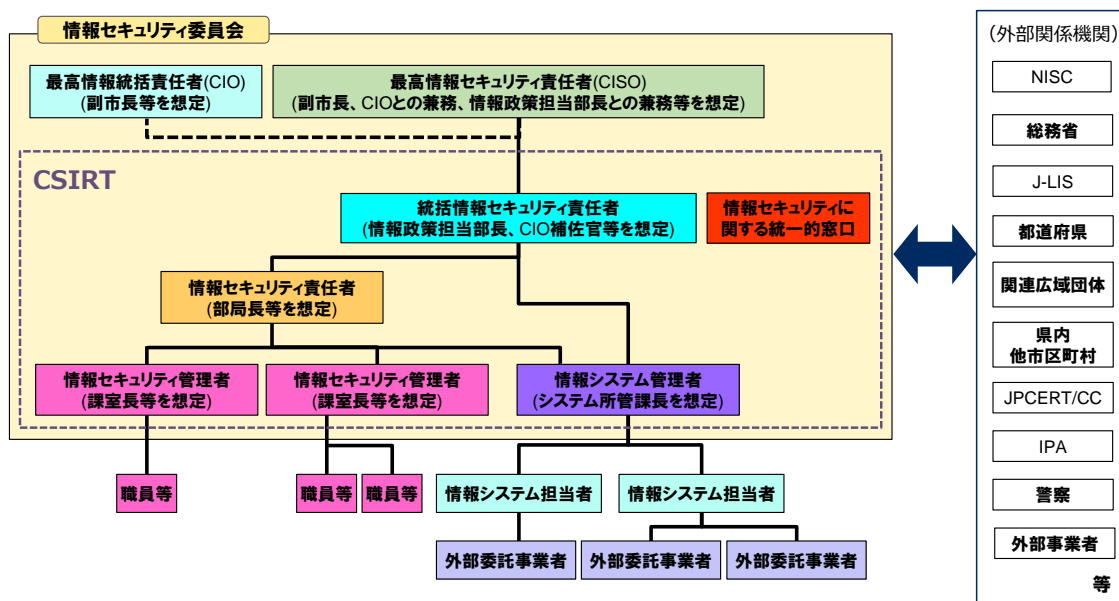 情報セキュリティ委員会
最高情報統括責任者(CIO)
(副市長等を想定)
最高情報セキュリティ責任者(CISO)
(副市長、CIOとの兼務、情報政策担当部長との兼務等を想定)
CSIRT
統括情報セキュリティ責任者
(情報政策担当部長、CIO補佐官等を想定)
情報セキュリティに
関する統一的窓口
情報セキュリティ責任者
(部局長等を想定)
情報セキュリティ管理者
(課室長等を想定)
情報セキュリティ管理者
(課室長等を想定)
情報システム管理者
(システム所管課長を想定)
職員等
職員等
職員等
情報システム担当者
情報システム担当者
外部委託事業者
外部委託事業者
外部委託事業者
(外部関係機関)
NISC
総務省
J-LIS
都道府県
関連広域団体
県内
他市区町村
JPCERT/CC
IPA
警察
外部事業者
等